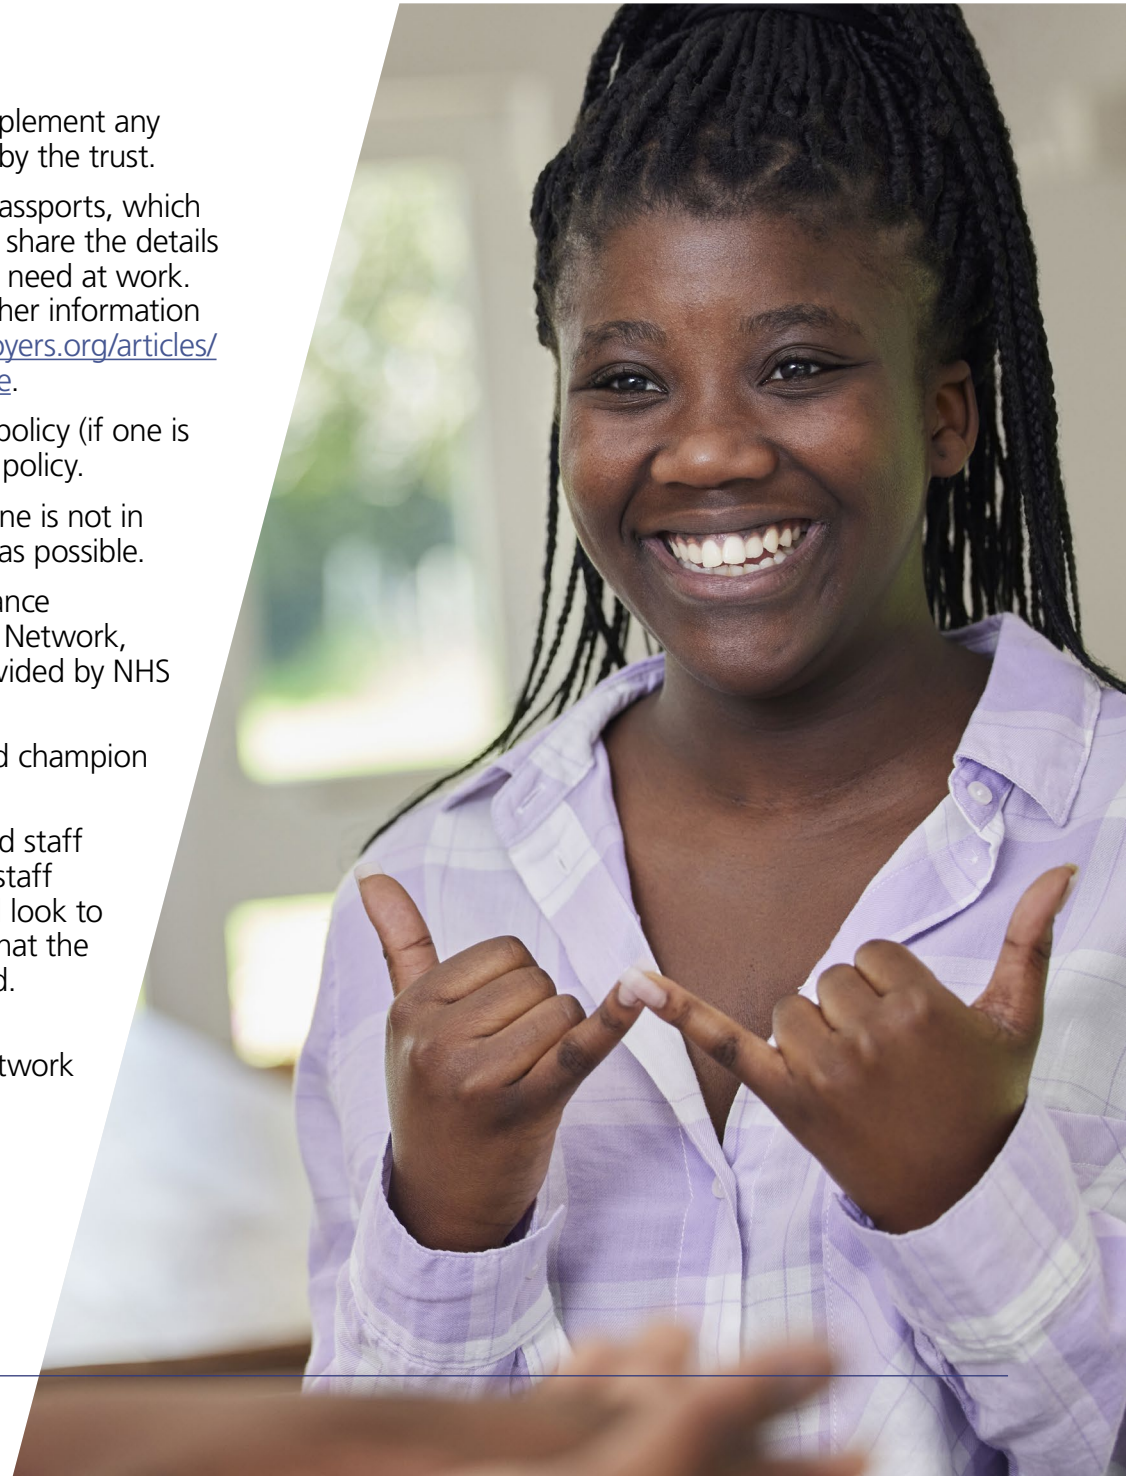 plement any
by the trust.
assports, which
share the details
need at work.
her information
oyers.org/articles/
e.
policy (if one is
policy.
ne is not in
as possible.
ance
Network,
vided by NHS
d champion
d staff
staff
look to
hat the
d.
twork